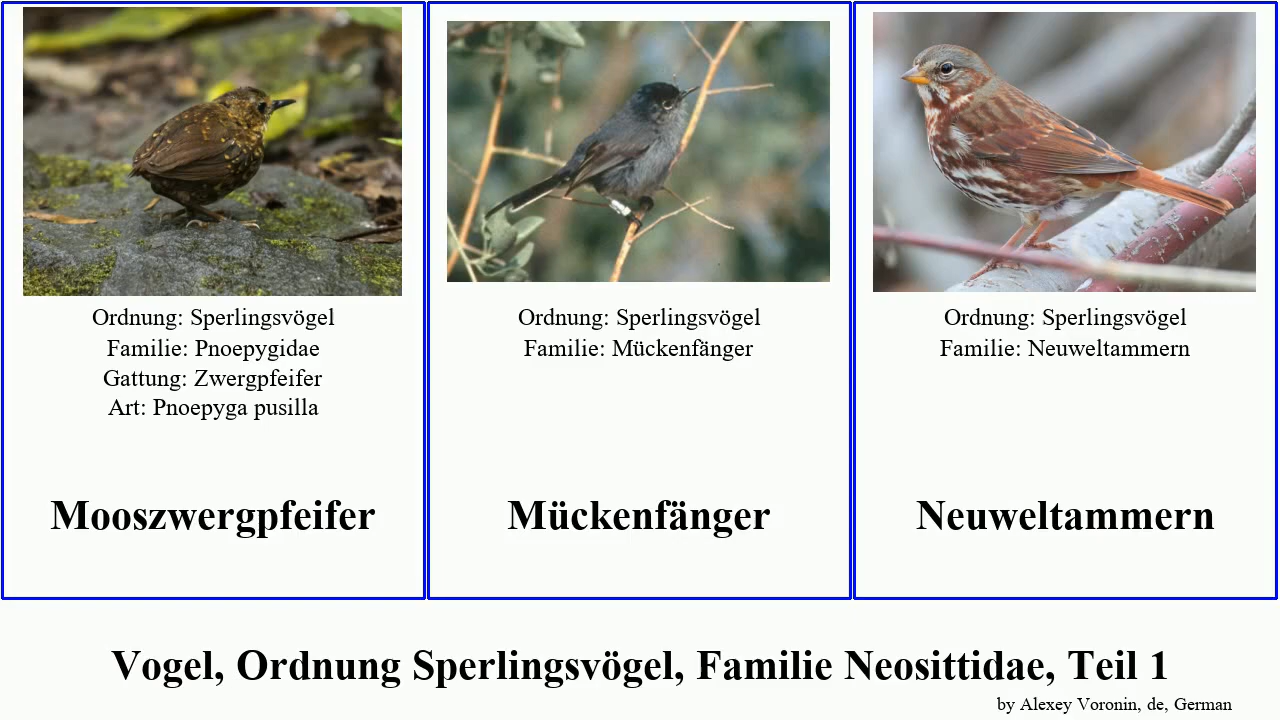 Ordnung: Sperlingsvögel
Familie: Pnoepygidae
Gattung: Zwergpfeifer
Art: Pnoepyga pusilla
Mooszwergpfeifer
Ordnung: Sperlingsvögel
Familie: Mückenfänger
Mückenfänger
Ordnung: Sperlingsvögel
Familie: Neuweltammern
Neuweltammern
Vogel, Ordnung Sperlingsvögel, Familie Neosittidae, Teil 1
by Alexey Voronin, de, German